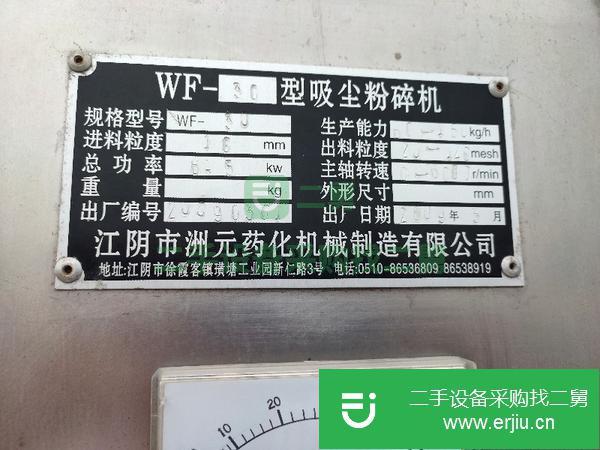 WF-30型吸尘粉碎机
规格型号 WF-30
生产能力 kg/h
进料粒度 mm
出料粒度 mesh
总功率 kw
主轴转速 r/min
重量 kg
外形尺寸 mm
出厂编号
出厂日期 年 月
江阴市洲元药化机械制造有限公司
地址:江阴市徐霞客镇璜塘工业园新仁路3号 电话:0510-86536809 86538919
10 20
二手设备采购找二舅
www.erjiu.cn